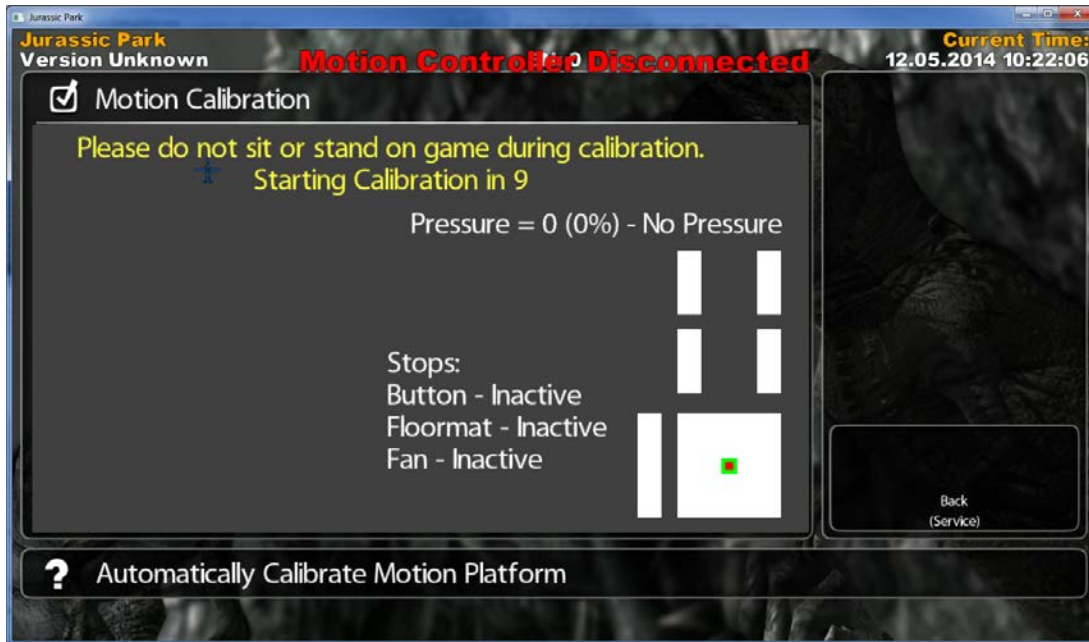 Jurassic Park
Jurassic Park
Version Unknown
Motion Controller Disconnected
Current Time:
12.05.2014 10:22:06
Motion Calibration
Please do not sit or stand on game during calibration.
Starting Calibration in 9
Pressure = 0 (0%) - No Pressure
Stops:
Button - Inactive
Floormat - Inactive
Fan - Inactive
Back
(Service)
? Automatically Calibrate Motion Platform